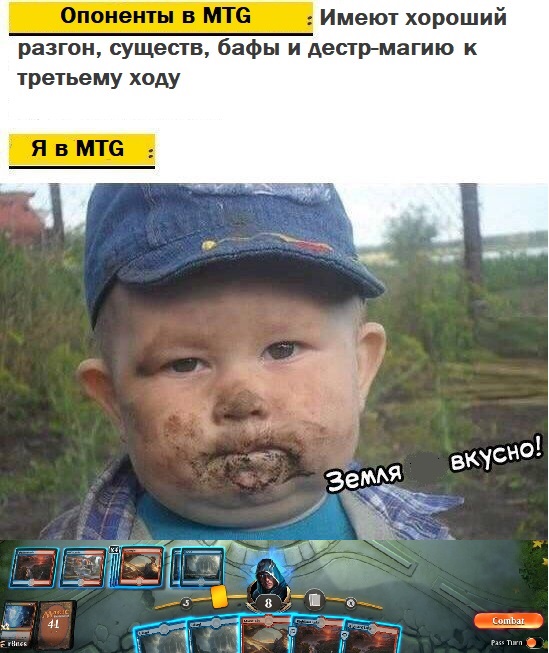 Опоненты в MTG : Имеют хороший
разгон, существ, бафы и дестр-магию к
третьему ходу
Я в MTG :
Земля вкусно!
8
41
Combat
Pass Turn